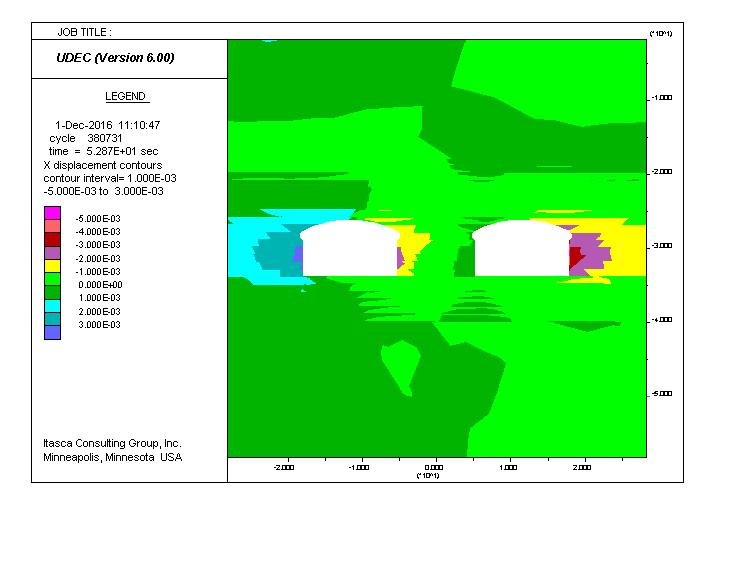 JOB TITLE :
(*10^1)
UDEC (Version 6.00)
LEGEND
1-Dec-2016 11:10:47
cycle 380731
time = 5.287E+01 sec
X displacement contours
contour interval= 1.000E-03
-5.000E-03 to 3.000E-03
-5.000E-03
-4.000E-03
-3.000E-03
-2.000E-03
-1.000E-03
0.000E+00
1.000E-03
2.000E-03
3.000E-03
-1.000
-2.000
-3.000
-4.000
-5.000
Itasca Consulting Group, Inc.
Minneapolis, Minnesota USA
-2.000 -1.000 0.000 1.000 2.000
(*10^1)